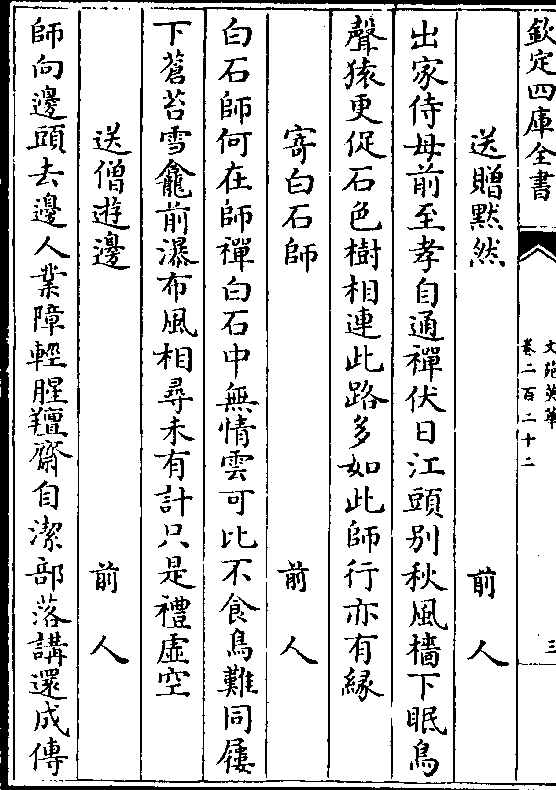 欽定四庫全書
文苑英華
卷二百二十二
三
送贈黙然
前人
出家侍母前至孝自通禪伏日江頭别秋風檣下眠鳥
聲猿更促石色樹相連此路多如此師行亦有縁
寄白石師
前人
白石師何在師禪白石中無情雲可比不食鳥難同屐
下蒼苔雪龕前瀑布風相尋未有計只是禮虛空
送僧遊邊
前人
師向邊頭去邊人業障輕腥羶齋自潔部落講還成傳